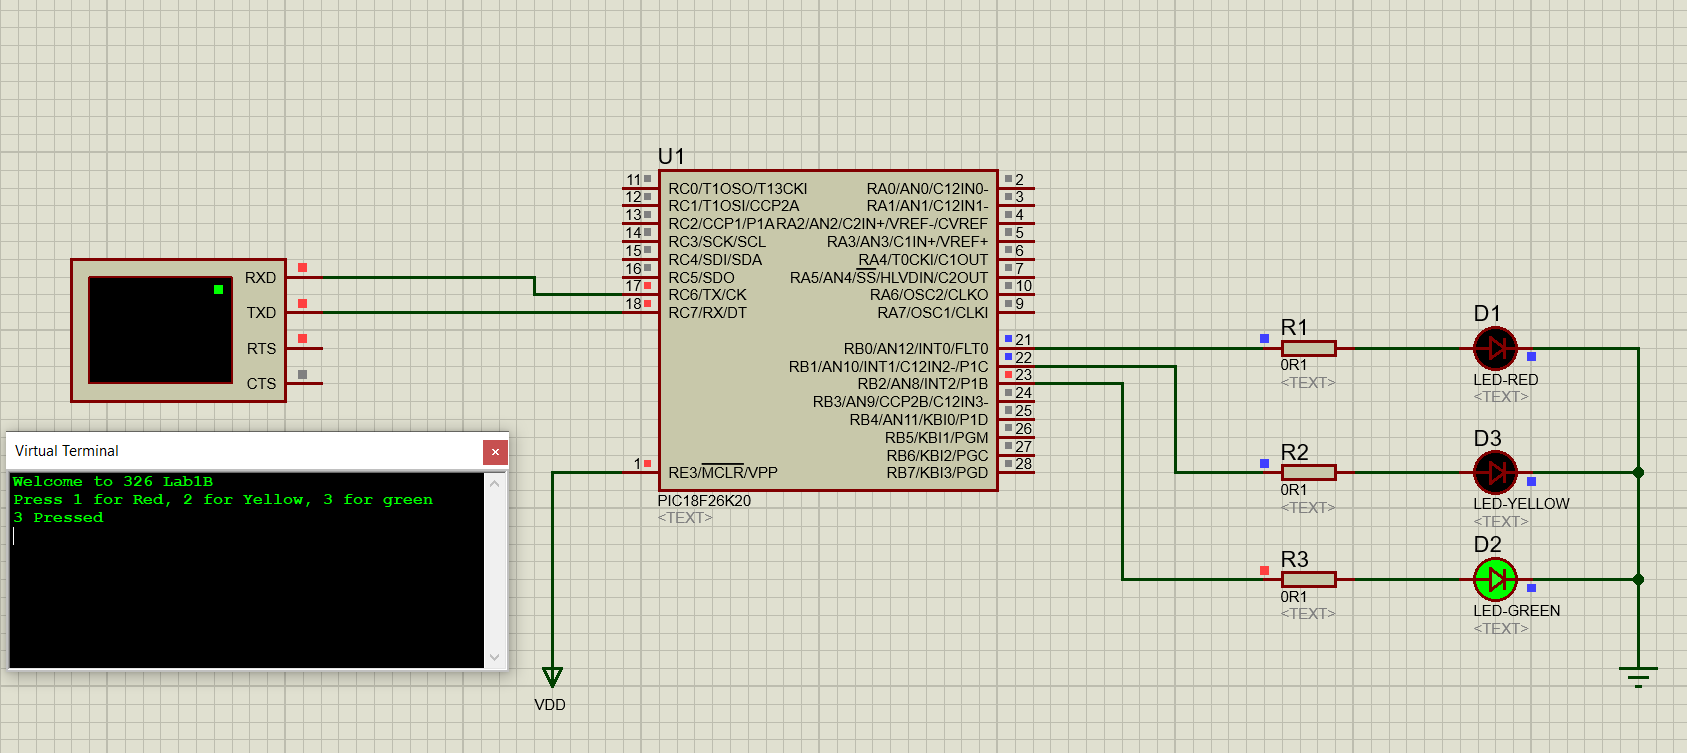 U1
11 RC0/T1OSO/T13CKI RA0/AN0/C12IN0- 2
12 RC1/T1OSI/CCP2A RA1/AN1/C12IN1- 3
13 RC2/CCP1/P1A RA2/AN2/C2IN+/VREF-/CVREF 4
14 RC3/SCK/SCL RA3/AN3/C1IN+/VREF+ 5
15 RC4/SDI/SDA RA4/T0CKI/C1OUT 6
16 RC5/SDO RA5/AN4/SS/HLVDIN/C2OUT 7
17 RC6/TX/CK RA6/OSC2/CLKO 10
18 RC7/RX/DT RA7/OSC1/CLKI 9
RB0/AN12/INT0/FLT0 21
RB1/AN10/INT1/C12IN2-/P1C 22
RB2/AN8/INT2/P1B 23
RB3/AN9/CCP2B/C12IN3- 24
RB4/AN11/KBI0/P1D 25
RB5/KBI1/PGM 26
RB6/KBI2/PGC 27
1 RE3/MCLR/VPP RB7/KBI3/PGD 28
PIC18F26K20
<TEXT>
RXD
TXD
RTS
CTS
R1
0R1
<TEXT>
D1
LED-RED
<TEXT>
R2
0R1
<TEXT>
D3
LED-YELLOW
<TEXT>
R3
0R1
<TEXT>
D2
LED-GREEN
<TEXT>
Virtual Terminal
Welcome to 326 Lab1B
Press 1 for Red, 2 for Yellow, 3 for green
3 Pressed
VDD